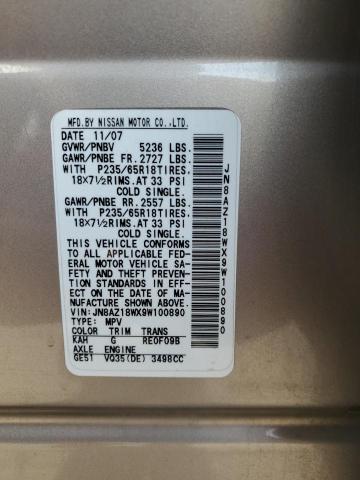 MFD.BY NISSAN MOTOR CO.,LTD.
DATE 11/07
GVWR/PNBV 5236 LBS.
GAWR/PNBE FR. 2727 LBS.
WITH P235/65R18TIRES.
18X7½RIMS.AT 33 PSI
COLD SINGLE.
GAWR/PNBE RR. 2557 LBS.
WITH P235/65R18TIRES.
18X7½RIMS.AT 33 PSI
COLD SINGLE.
THIS VEHICLE CONFORMS
TO ALL APPLICABLE FED-
ERAL MOTOR VEHICLE SA-
FETY AND THEFT PREVEN-
TION STANDARDS IN EFF-
ECT ON THE DATE OF MA-
NUFACTURE SHOWN ABOVE.
VIN:JN8AZ18WX9W100890
TYPE: MPV
COLOR TRIM TRANS
KAH G RE0F09B
AXLE ENGINE
GE51 VQ35(DE) 3498CC
JN8AZ18WX9W100890